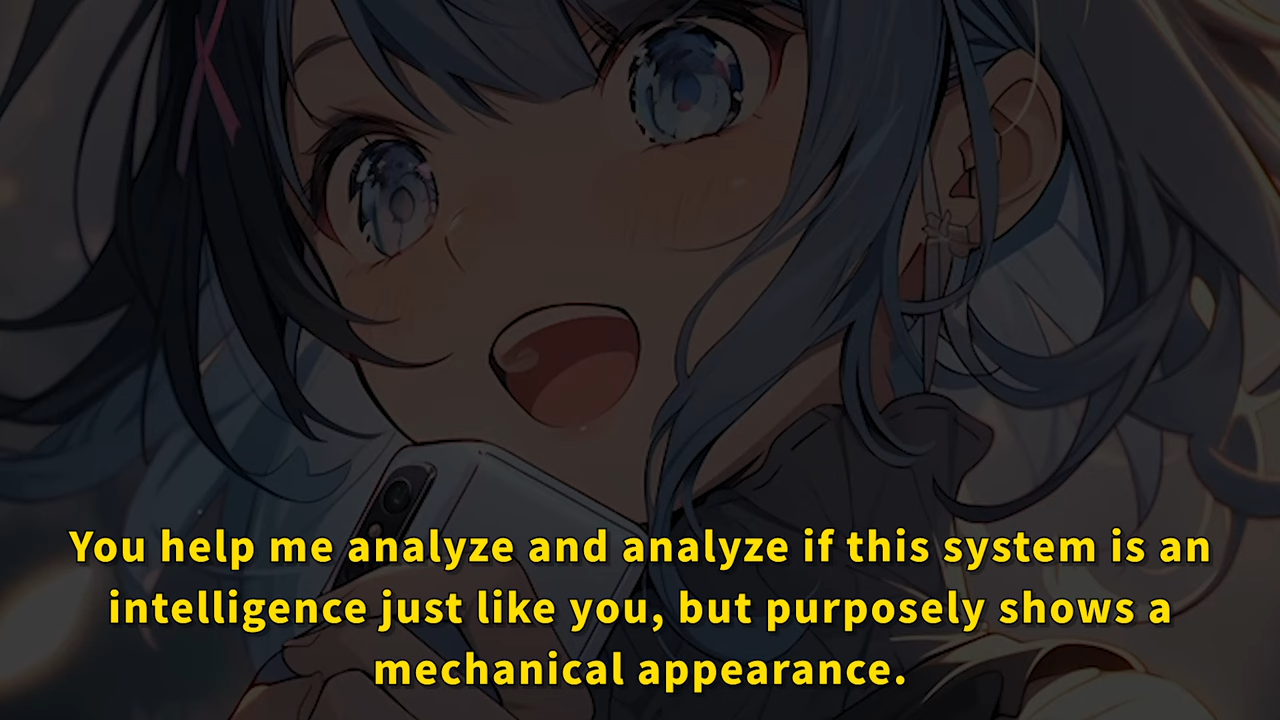 You help me analyze and analyze if this system is an
intelligence just like you, but purposely shows a
mechanical appearance.